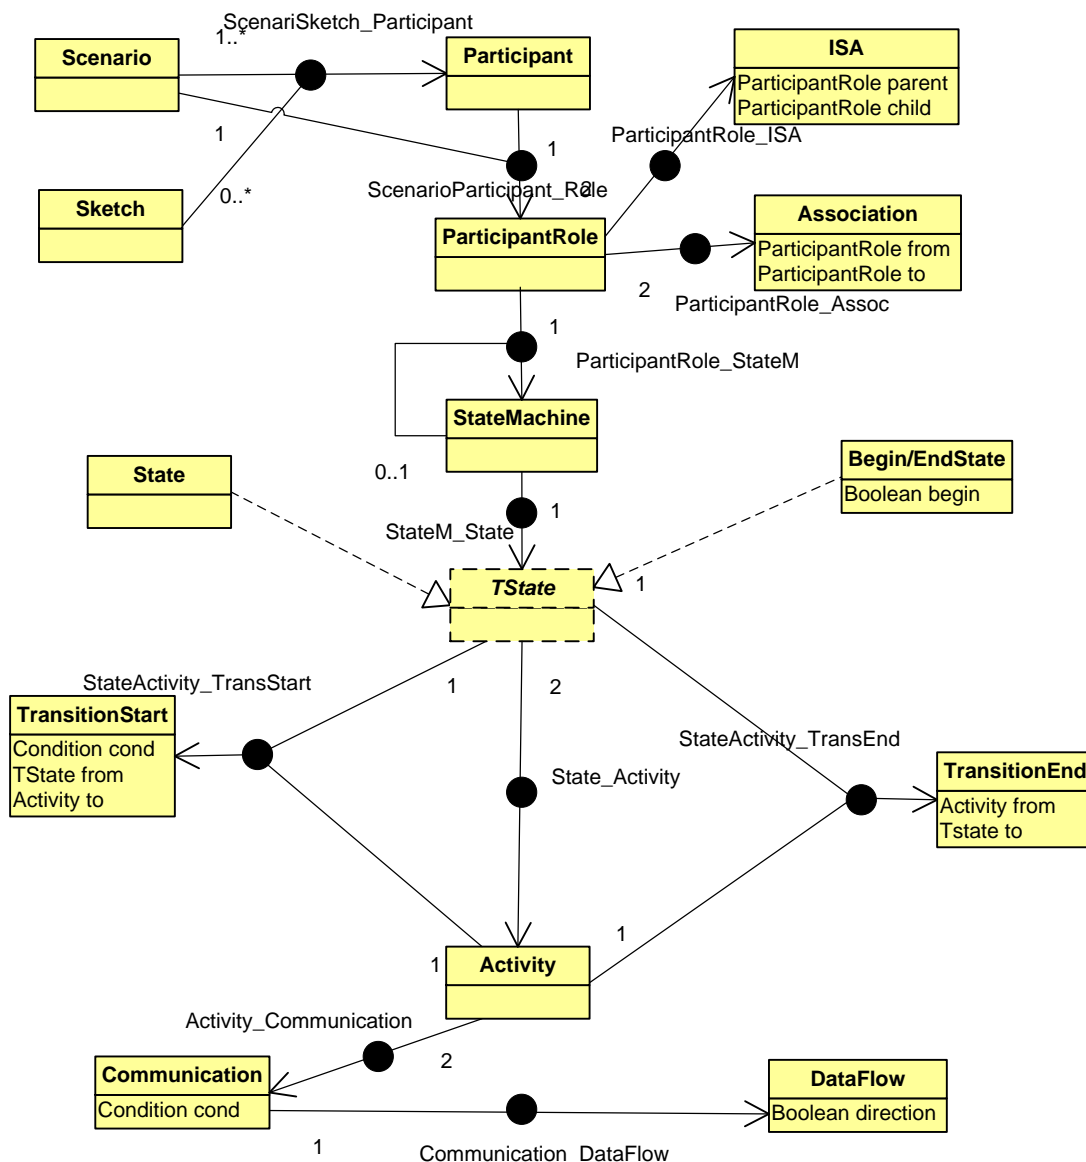 ScenariSketch_Participant
1..*
Scenario
Participant
ISA
ParticipantRole parent
ParticipantRole child
1
1
ParticipantRole_ISA
0..*
ScenarioParticipant_Role
2
Sketch
Association
ParticipantRole
ParticipantRole from
ParticipantRole to
2
ParticipantRole_Assoc
1
ParticipantRole_StateM
StateMachine
0..1
State
Begin/EndState
Boolean begin
1
StateM_State
TState
1
StateActivity_TransStart
1
2
TransitionStart
Condition cond
TState from
Activity to
StateActivity_TransEnd
State_Activity
TransitionEnd
Activity from
Tstate to
1
1
Activity
Activity_Communication
2
Communication
Condition cond
DataFlow
Boolean direction
1
Communication_DataFlow